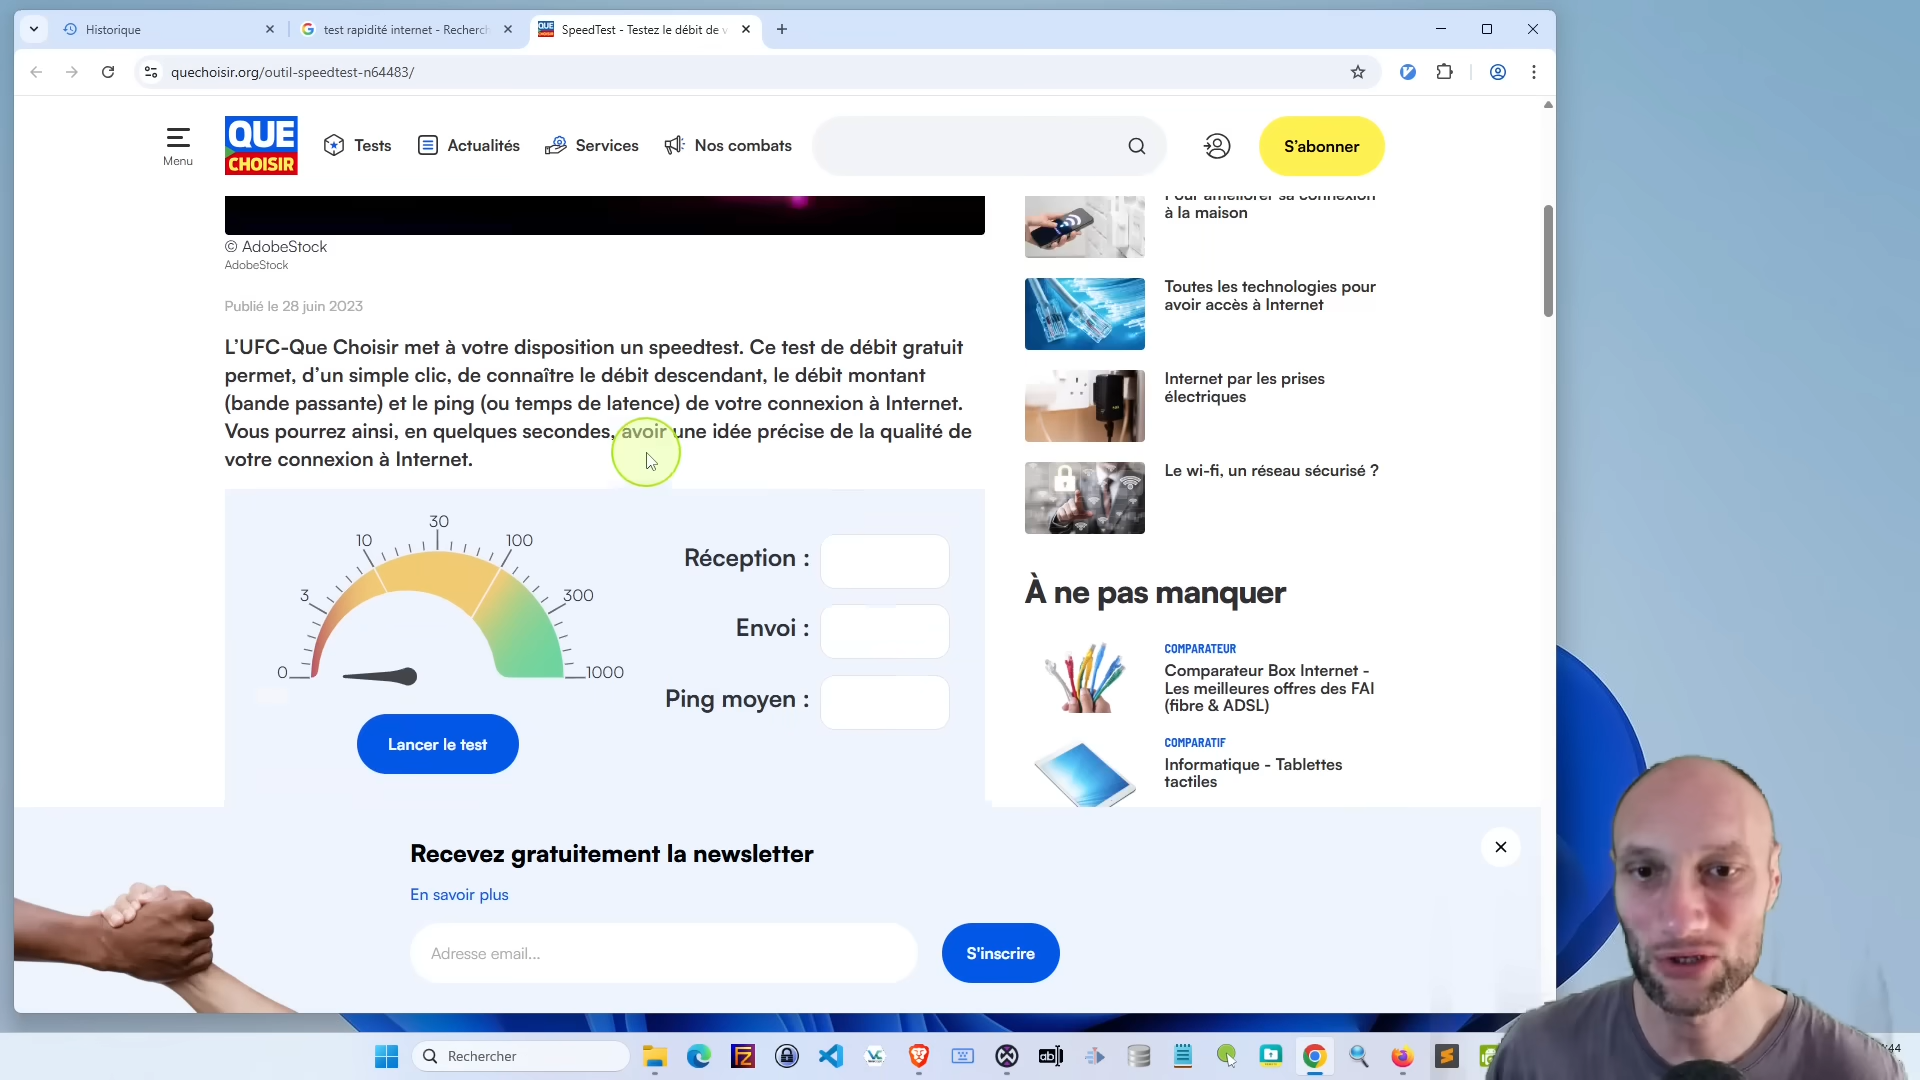 Historique
test rapidité internet - Recherch
SpeedTest - Testez le débit de v
quechoisir.org/outil-speedtest-n64483/
Menu
QUE
CHOISIR
Tests
Actualités
Services
Nos combats
S'abonner
© AdobeStock
AdobeStock
Publié le 28 juin 2023
L'UFC-Que Choisir met à votre disposition un speedtest. Ce test de débit gratuit
permet, d'un simple clic, de connaître le débit descendant, le débit montant
(bande passante) et le ping (ou temps de latence) de votre connexion à Internet.
Vous pourrez ainsi, en quelques secondes, avoir une idée précise de la qualité de
votre connexion à Internet.
0
3
10
30
100
300
1000
Lancer le test
Réception :
Envoi :
Ping moyen :
Pour améliorer sa connexion
à la maison
Toutes les technologies pour
avoir accès à Internet
Internet par les prises
électriques
Le wi-fi, un réseau sécurisé ?
À ne pas manquer
COMPARATEUR
Comparateur Box Internet -
Les meilleures offres des FAI
(fibre & ADSL)
COMPARATIF
Informatique - Tablettes
tactiles
Recevez gratuitement la newsletter
En savoir plus
Adresse email...
S'inscrire
Rechercher
:44